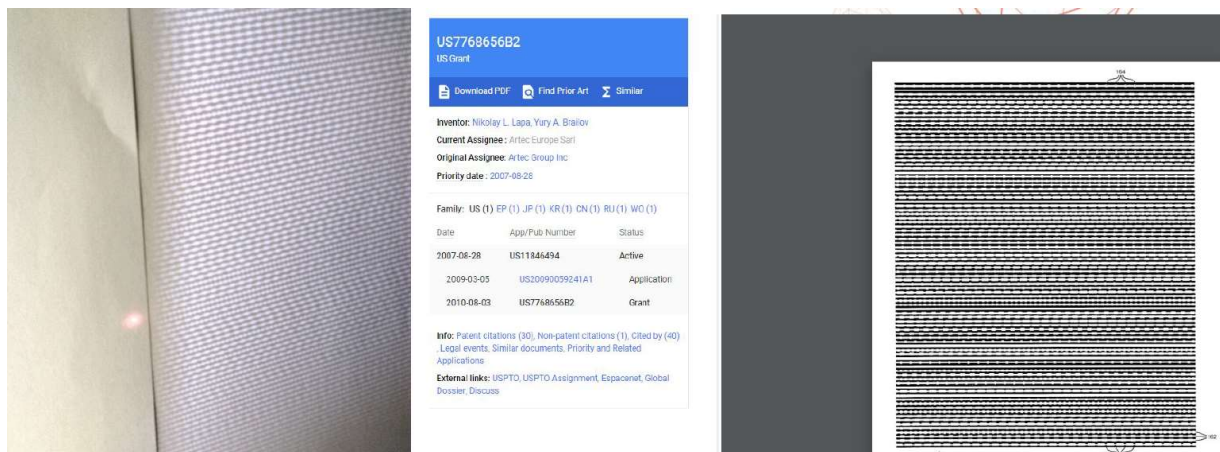 US7768656B2
US Grant
Download PDF Find Prior Art Σ Similar
Inventor: Nikolay L. Lapa, Yury A. Brailov
Current Assignee : Artec Europe Sarl
Original Assignee: Artec Group Inc
Priority date : 2007-08-28
Family: US (1) EP (1) JP (1) KR (1) CN (1) RU (1) WO (1)
Date App/Pub Number Status
2007-08-28 US11846494 Active
2009-03-05 US20090059241A1 Application
2010-08-03 US7768656B2 Grant
Info: Patent citations (30), Non-patent citations (1), Cited by (40)
, Legal events, Similar documents, Priority and Related
Applications
External links: USPTO, USPTO Assignment, Espacenet, Global
Dossier, Discuss
164
162